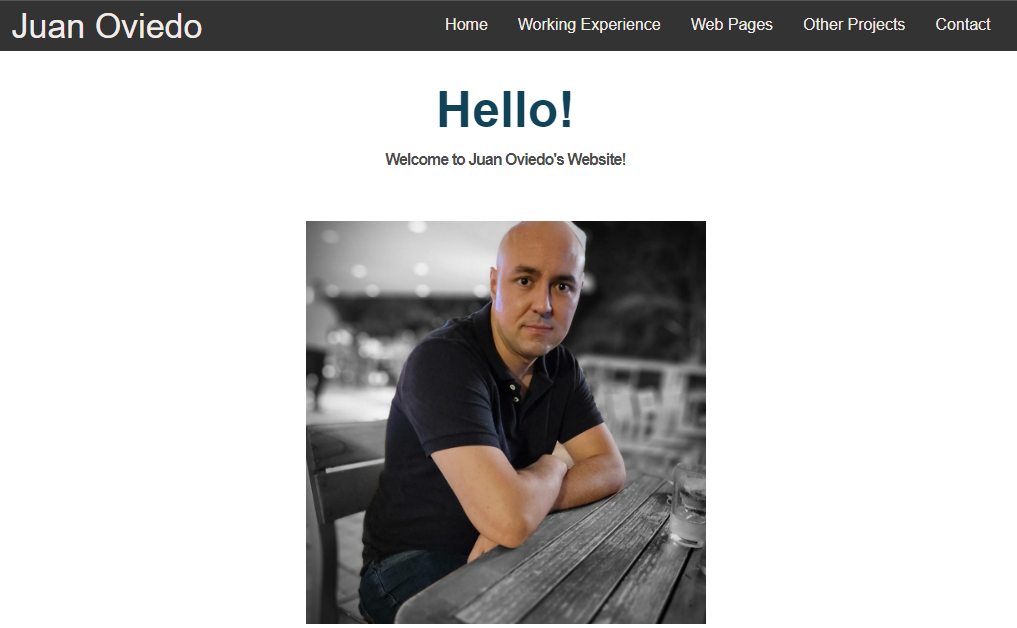 Juan Oviedo
Home Working Experience Web Pages Other Projects Contact
Hello!
Welcome to Juan Oviedo's Website!